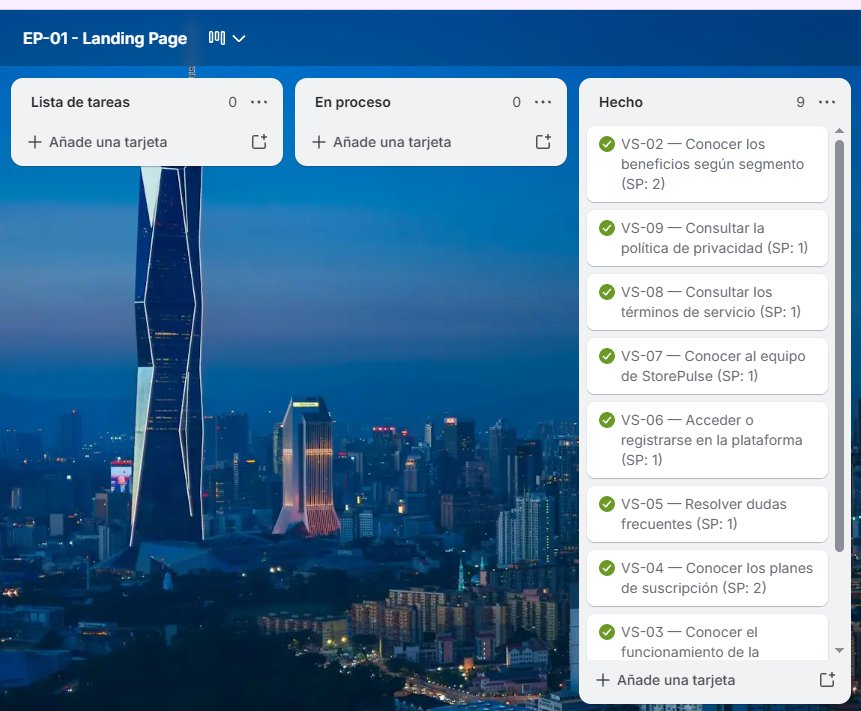 EP-01 - Landing Page
Lista de tareas 0
Añade una tarjeta
En proceso 0
Añade una tarjeta
Hecho 9
VS-02 — Conocer los
beneficios según segmento
(SP: 2)
VS-09 — Consultar la
política de privacidad (SP: 1)
VS-08 — Consultar los
términos de servicio (SP: 1)
VS-07 — Conocer al equipo
de StorePulse (SP: 1)
VS-06 — Acceder o
registrarse en la plataforma
(SP: 1)
VS-05 — Resolver dudas
frecuentes (SP: 1)
VS-04 — Conocer los planes
de suscripción (SP: 2)
VS-03 — Conocer el
funcionamiento de la
Añade una tarjeta